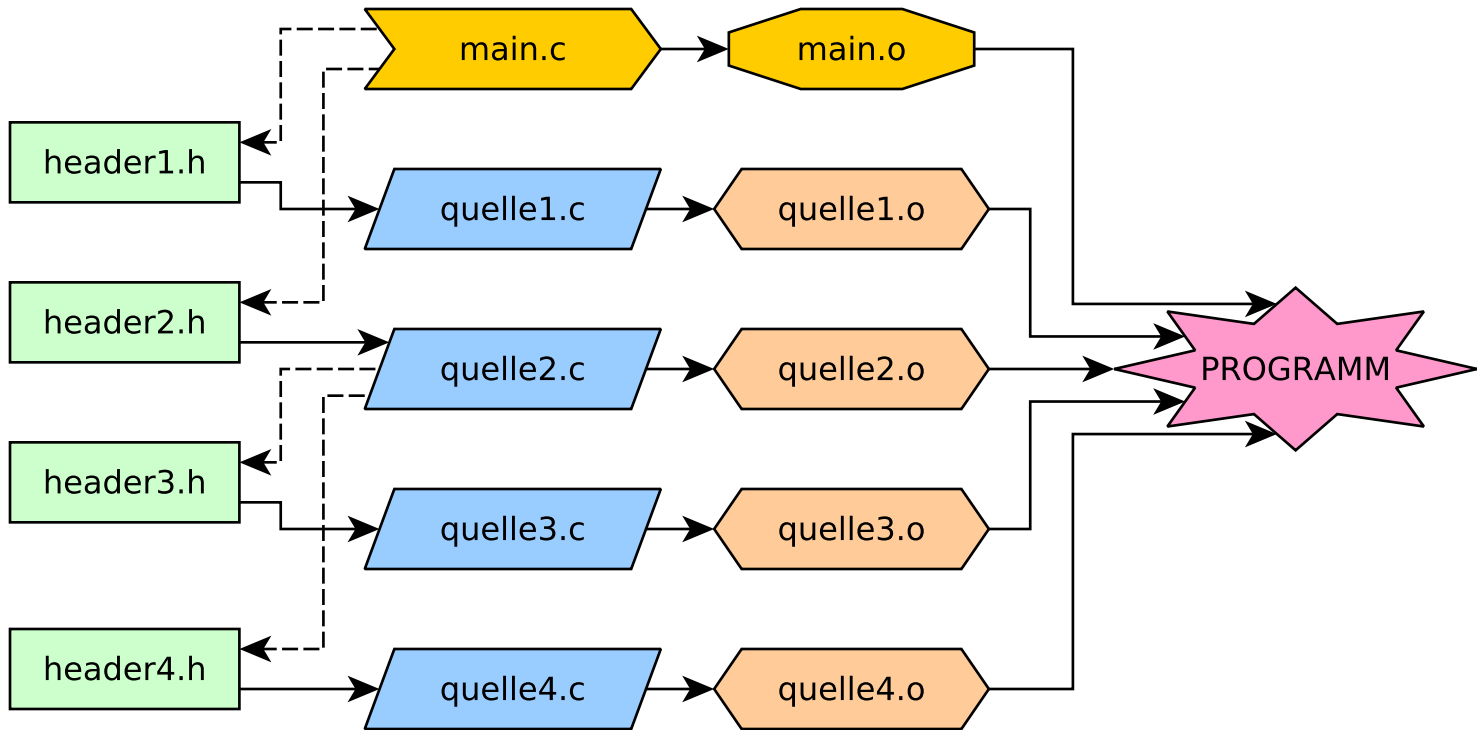 main.c
main.o
header1.h
quelle1.c
quelle1.o
header2.h
quelle2.c
quelle2.o
PROGRAMM
header3.h
quelle3.c
quelle3.o
header4.h
quelle4.c
quelle4.o